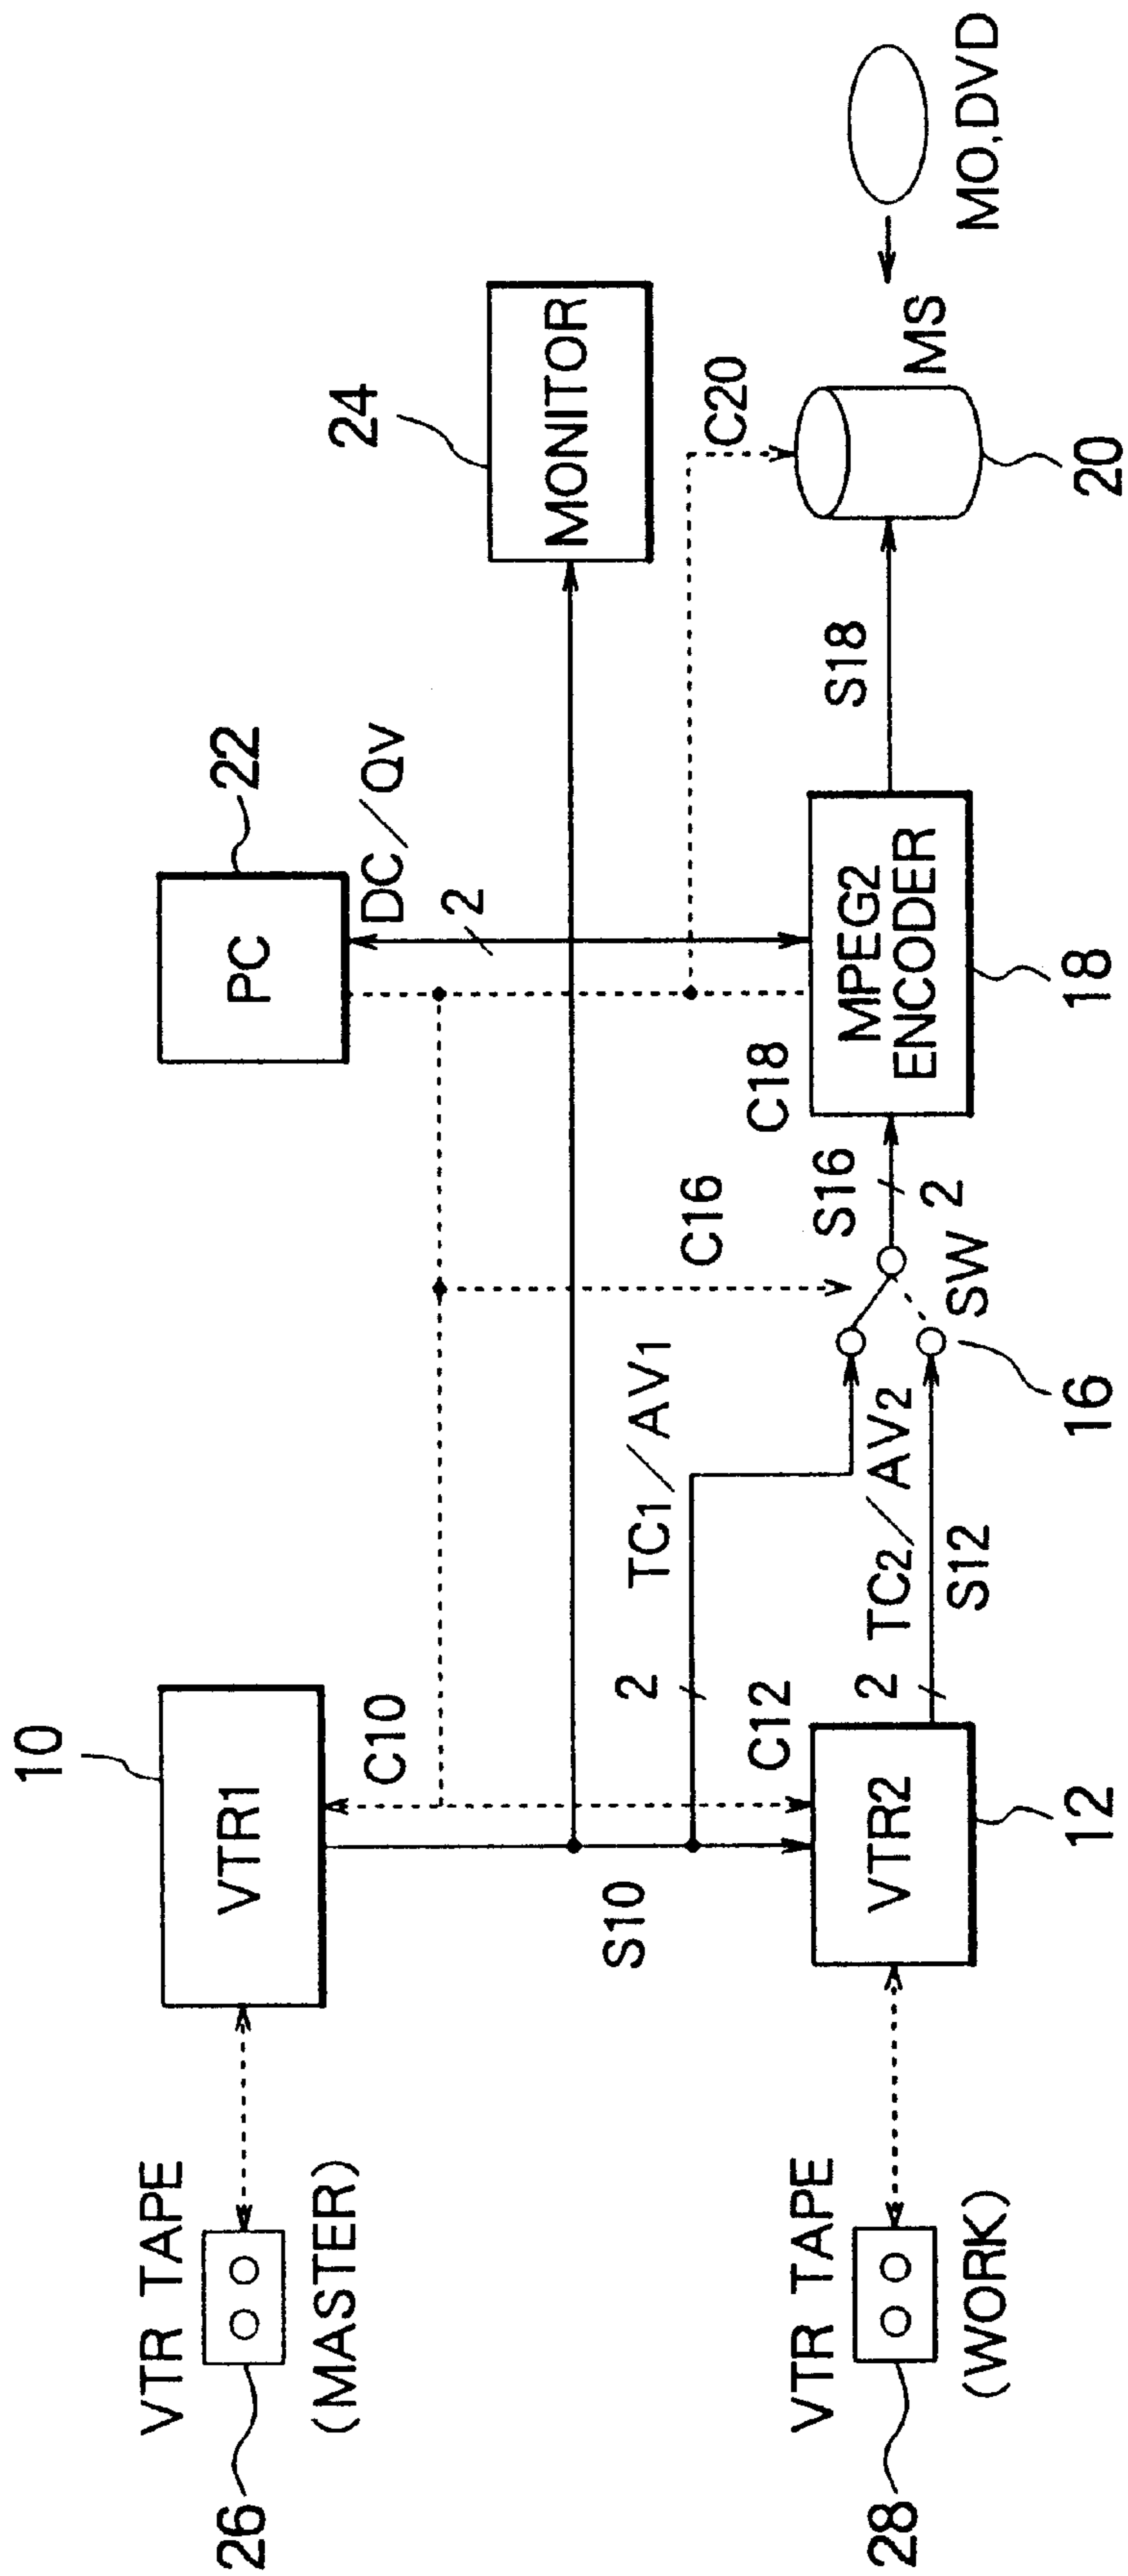 10
VTR1
C10
VTR TAPE
(MASTER)
26
22
PC
DC/QV
2
24
MONITOR
S10
2
TC1/AV1
C16
C20
C12
VTR2
12
VTR TAPE
(WORK)
28
2
TC2/AV2
S12
SW
16
S16
2
C18
MPEG2
ENCODER
18
S18
MS
20
MO,DVD